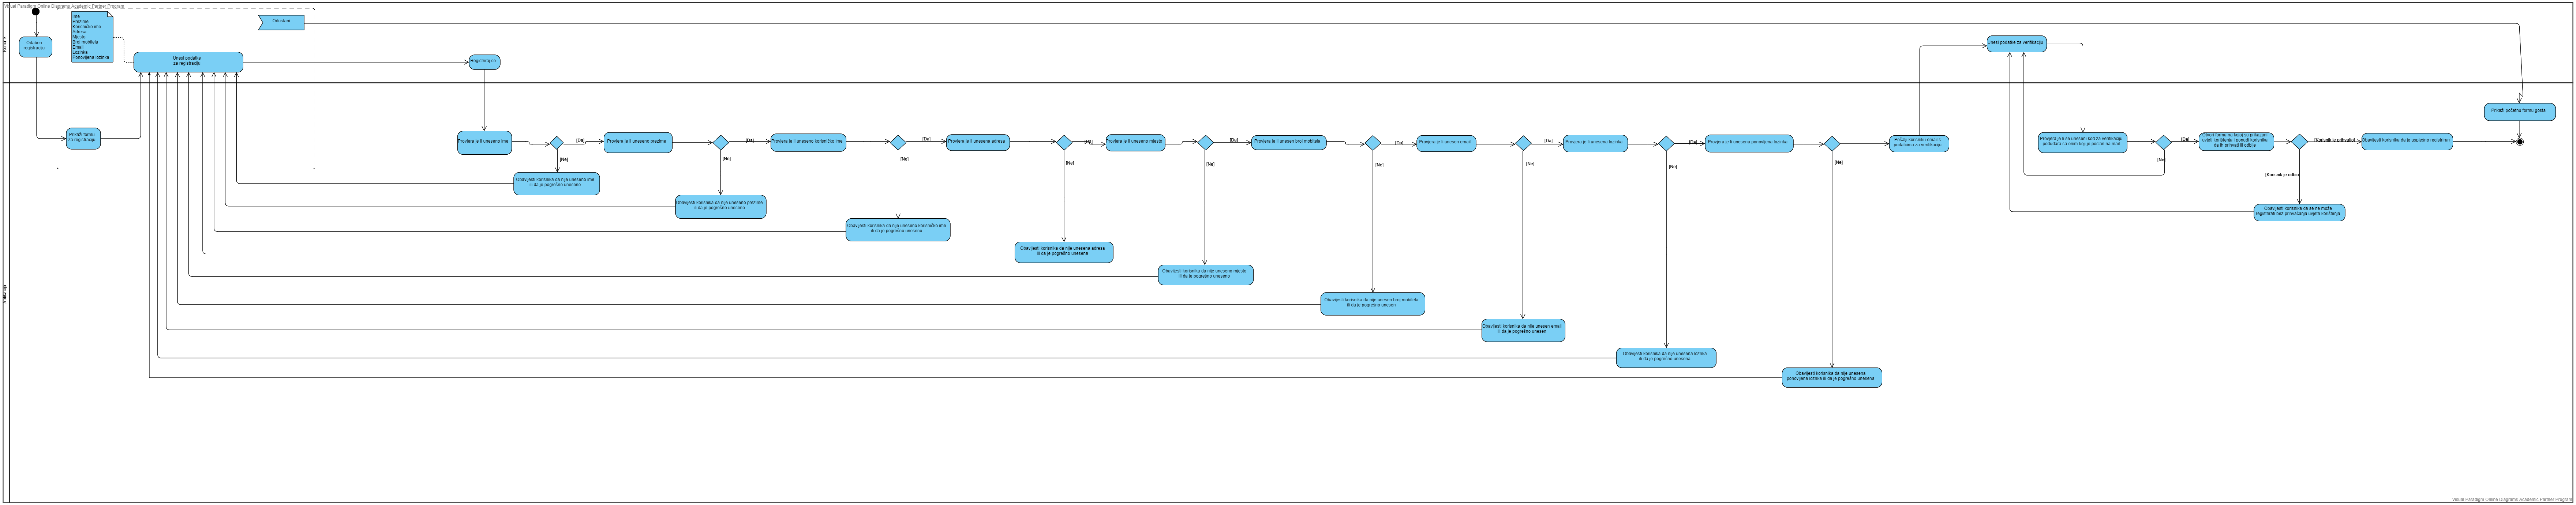 Visual Paradigm Online Diagrams Academic Partner Program
Korisnik
Odaberi
registraciju
Ime
Prezime
Korisničko ime
Adresa
Mjesto
Broj mobitela
Email
Lozinka
Ponovljena lozinka
Odustani
Unesi podatke
za registraciju
Registriraj se
Unesi podatke za verifikaciju
Aplikacija
Prikaži formu
za registraciju
Provjera je li uneseno ime
[Da]
[Ne]
Provjera je li uneseno prezime
[Da]
[Ne]
Provjera je li uneseno korisničko ime
[Da]
[Ne]
Provjera je li unesena adresa
[Da]
[Ne]
Provjera je li uneseno mjesto
[Da]
[Ne]
Provjera je li unesen broj mobitela
[Da]
[Ne]
Provjera je li unesen email
[Da]
[Ne]
Provjera je li unesena lozinka
[Da]
[Ne]
Provjera je li unesena ponovljena lozinka
[Ne]
Pošalji korisniku email s
podatcima za verifikaciju
Provjera je li se uneseni kod za verifikaciju
podudara sa onim koji je poslan na mail
[Da]
[Ne]
Otvori formu na kojoj su prikazani
uvjeti korištenja i ponudi korisnika
da ih prihvati ili odbije
[Korisnik je prihvatio]
[Korisnik je odbio]
Obavijesti korisnika da je uspješno registriran
Prikaži početnu formu gosta
Obavijesti korisnika da nije uneseno ime
ili da je pogrešno uneseno
Obavijesti korisnika da nije uneseno prezime
ili da je pogrešno uneseno
Obavijesti korisnika da nije uneseno korisničko ime
ili da je pogrešno uneseno
Obavijesti korisnika da nije unesena adresa
ili da je pogrešno unesena
Obavijesti korisnika da nije uneseno mjesto
ili da je pogrešno uneseno
Obavijesti korisnika da nije unesen broj mobitela
ili da je pogrešno unesen
Obavijesti korisnika da nije unesen email
ili da je pogrešno unesen
Obavijesti korisnika da nije unesena lozinka
ili da je pogrešno unesena
Obavijesti korisnika da nije unesena
ponovljena lozinka ili da je pogrešno unesena
Obavijesti korisnika da se ne može
registrirati bez prihvaćanja uvjeta korištenja
Visual Paradigm Online Diagrams Academic Partner Program